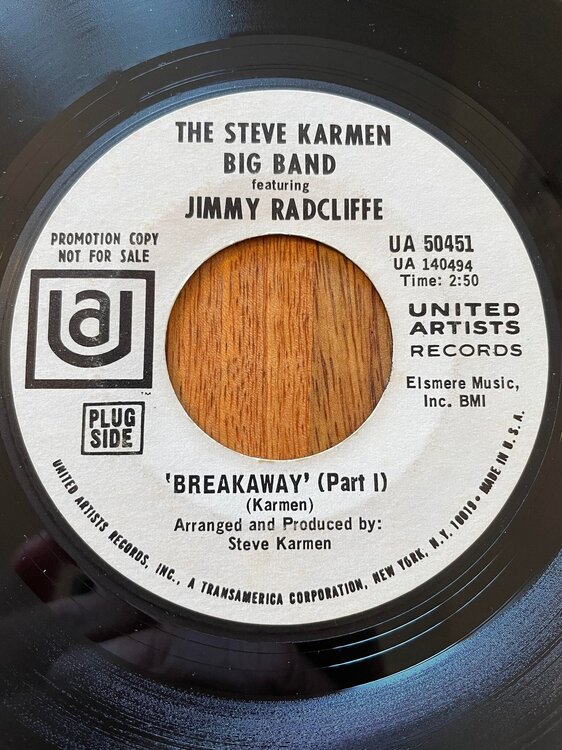 THE STEVE KARMEN
BIG BAND
featuring
JIMMY RADCLIFFE
PROMOTION COPY
NOT FOR SALE
UA
TM
PLUG
SIDE
UA 50451
UA 140494
Time: 2:50
UNITED
ARTISTS
RECORDS
Elsmere Music,
Inc. BMI
'BREAKAWAY' (Part I)
(Karmen)
Arranged and Produced by:
Steve Karmen
UNITED ARTISTS RECORDS, INC., A TRANSAMERICA CORPORATION, NEW YORK, N.Y. 10019 • MADE IN U.S.A.